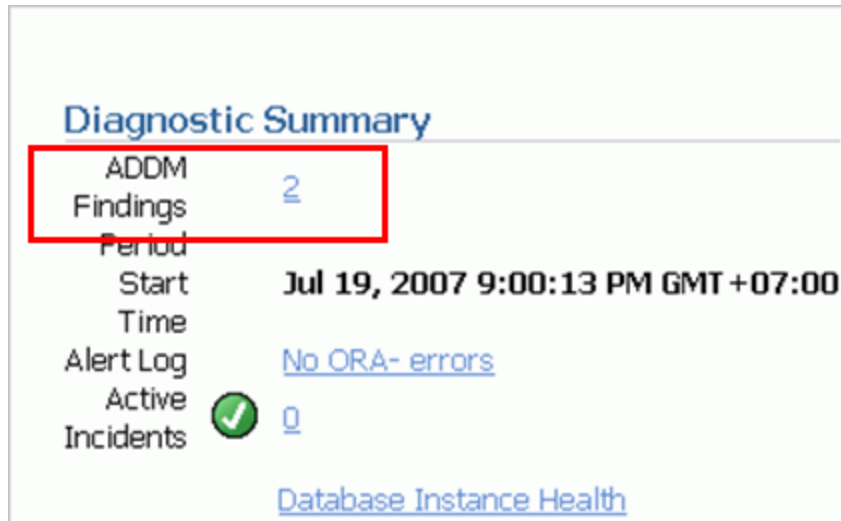 Diagnostic Summary
ADDM
Findings
2
Period
Start
Time
Jul 19, 2007 9:00:13 PM GMT+07:00
Alert Log
No ORA- errors
Active
Incidents
0
Database Instance Health